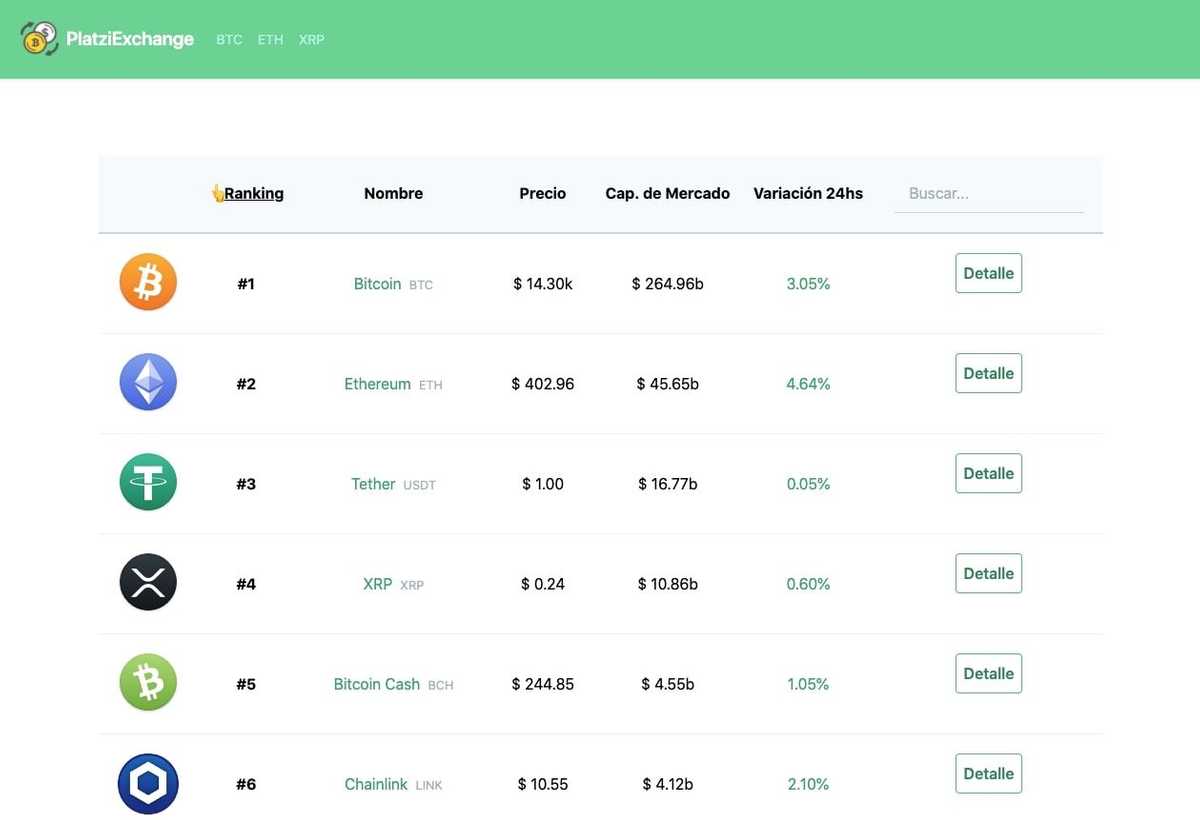 PlatziExchange BTC ETH XRP
👆Ranking Nombre Precio Cap. de Mercado Variación 24hs Buscar...
#1 Bitcoin BTC $ 14.30k $ 264.96b 3.05% Detalle
#2 Ethereum ETH $ 402.96 $ 45.65b 4.64% Detalle
#3 Tether USDT $ 1.00 $ 16.77b 0.05% Detalle
#4 XRP XRP $ 0.24 $ 10.86b 0.60% Detalle
#5 Bitcoin Cash BCH $ 244.85 $ 4.55b 1.05% Detalle
#6 Chainlink LINK $ 10.55 $ 4.12b 2.10% Detalle